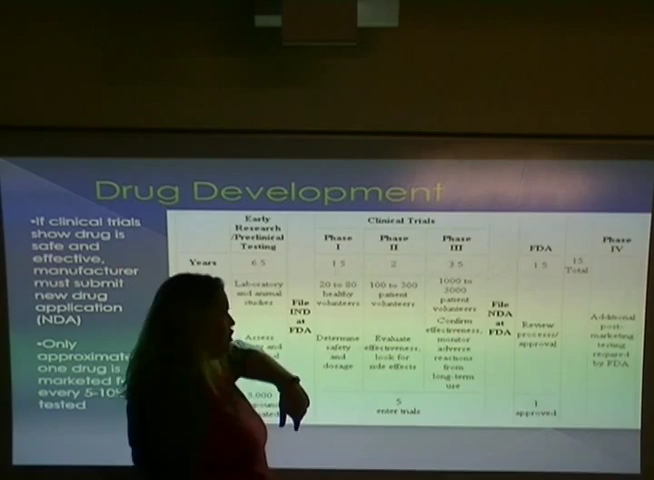 Drug Development
•If clinical trials
show drug is
safe and
effective,
manufacturer
must submit
new drug
application
(NDA)
•Only
one drug is
marketed
every 5-10
tested
Early
Research
/Preclinical
Testing
Clinical Trials
Phase
I
Phase
II
Phase
III
FDA
Phase
IV
Years
6.5
1.5
2
3.5
1.5
15
Total
Laboratory
and animal
studies
File
IND
at
FDA
20 to 80
healthy
volunteers
100 to 300
patient
volunteers
1000 to
3000
patient
volunteers
File
NDA
at
FDA
Review
process/
approval
Additional
post-
marketing
testing
required
by FDA
Assess
and
Determine
safety
and
dosage
Evaluate
effectiveness,
look for
side effects
Confirm
effectiveness,
monitor
adverse
reactions
from
long-term
use
5
enter trials
1
approved